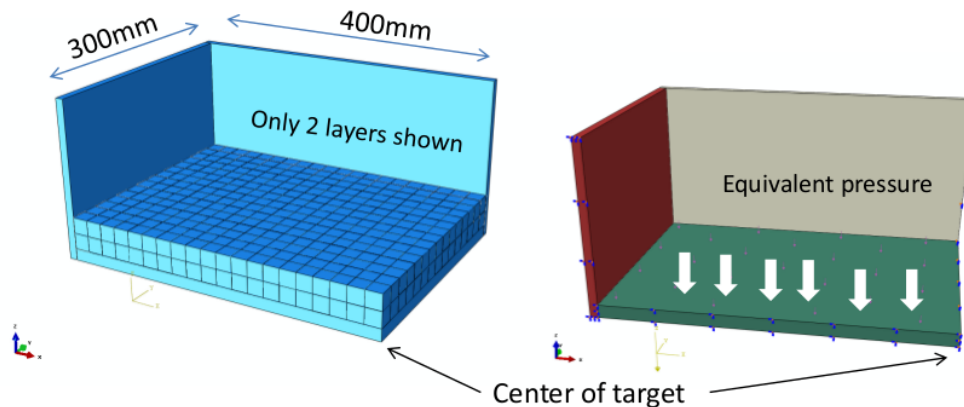 300mm
400mm
Only 2 layers shown
Equivalent pressure
Center of target